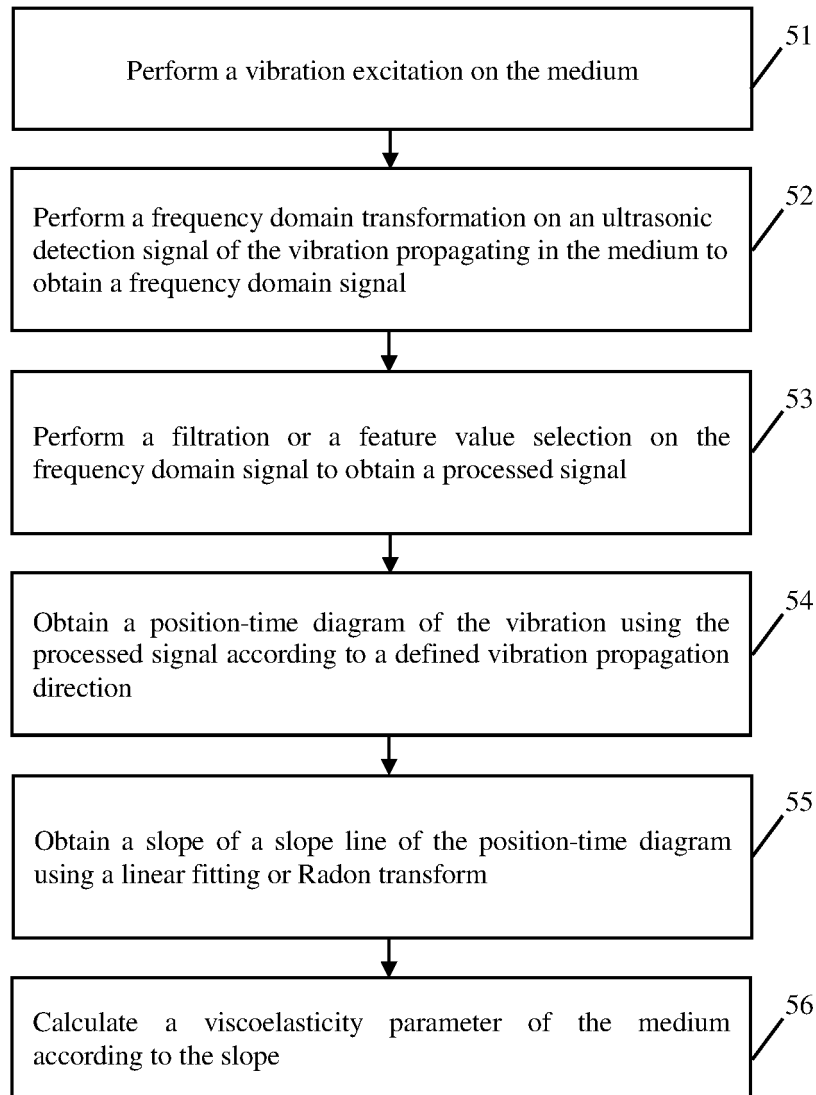 51
Perform a vibration excitation on the medium
52
Perform a frequency domain transformation on an ultrasonic
detection signal of the vibration propagating in the medium to
obtain a frequency domain signal
53
Perform a filtration or a feature value selection on the
frequency domain signal to obtain a processed signal
54
Obtain a position-time diagram of the vibration using the
processed signal according to a defined vibration propagation
direction
55
Obtain a slope of a slope line of the position-time diagram
using a linear fitting or Radon transform
56
Calculate a viscoelasticity parameter of the medium
according to the slope